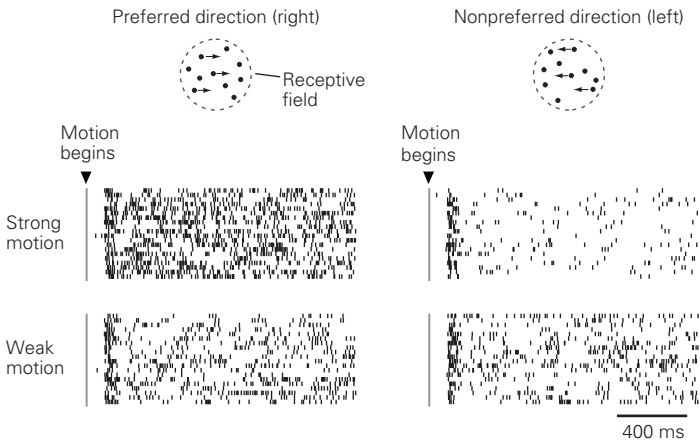 Preferred direction (right)
Nonpreferred direction (left)
Receptive
field
Motion
begins
Motion
begins
Strong
motion
Weak
motion
400 ms